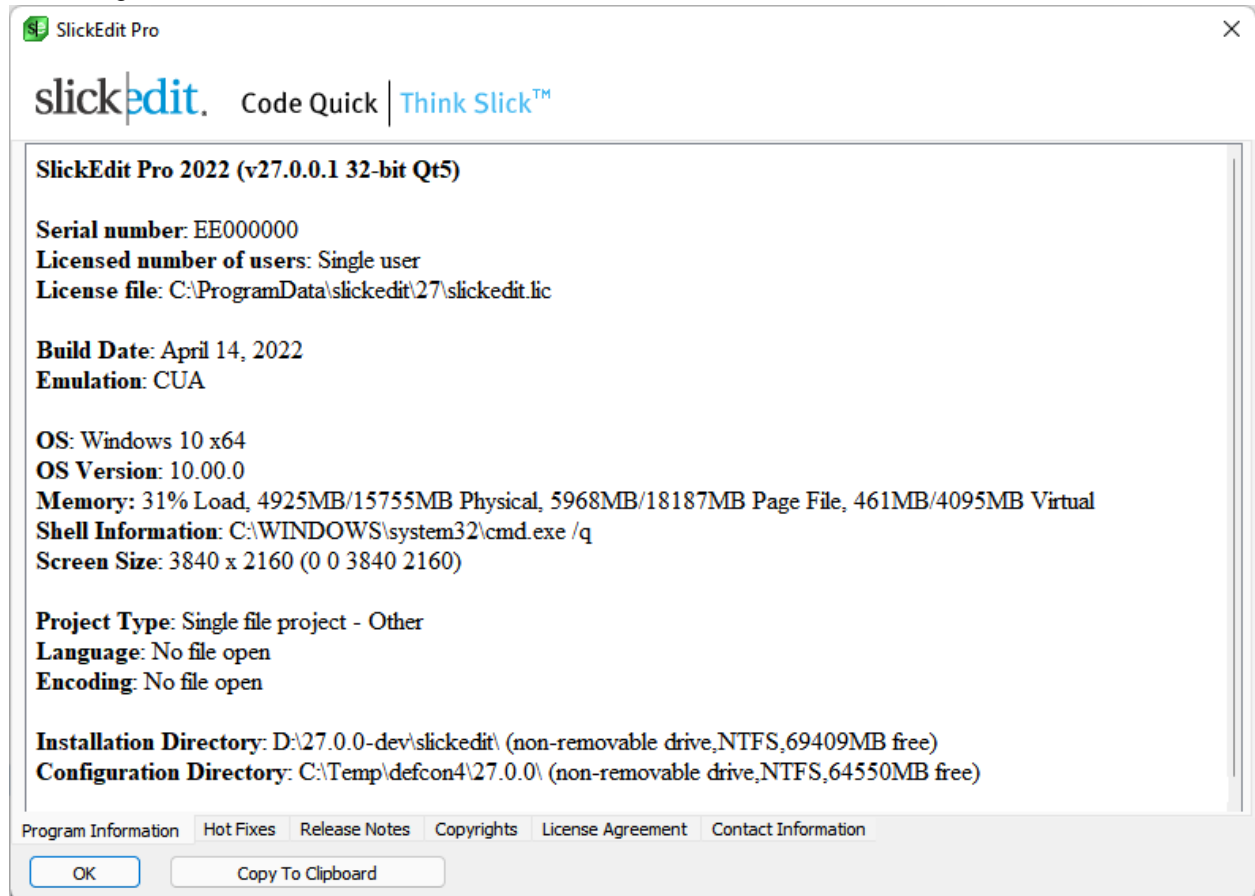 SlickEdit Pro
slickedit. Code Quick | Think Slick™
SlickEdit Pro 2022 (v27.0.0.1 32-bit Qt5)
Serial number: EE000000
Licensed number of users: Single user
License file: C:\ProgramData\slickedit\27\slickedit.lic
Build Date: April 14, 2022
Emulation: CUA
OS: Windows 10 x64
OS Version: 10.00.0
Memory: 31% Load, 4925MB/15755MB Physical, 5968MB/18187MB Page File, 461MB/4095MB Virtual
Shell Information: C:\WINDOWS\system32\cmd.exe /q
Screen Size: 3840 x 2160 (0 0 3840 2160)
Project Type: Single file project - Other
Language: No file open
Encoding: No file open
Installation Directory: D:\27.0.0-dev\slickedit\ (non-removable drive,NTFS,69409MB free)
Configuration Directory: C:\Temp\defcon4\27.0.0\ (non-removable drive,NTFS,64550MB free)
Program Information Hot Fixes Release Notes Copyrights License Agreement Contact Information
OK Copy To Clipboard